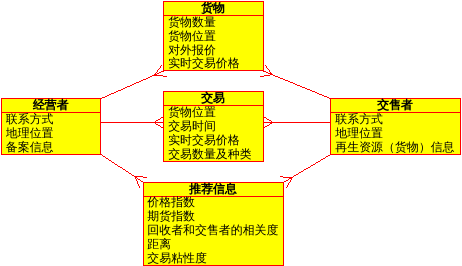 货物
货物数量
货物位置
对外报价
实时交易价格
经营者
联系方式
地理位置
备案信息
交易
货物位置
交易时间
实时交易价格
交易数量及种类
交售者
联系方式
地理位置
再生资源（货物）信息
推荐信息
价格指数
期货指数
回收者和交售者的相关度
距离
交易粘性度